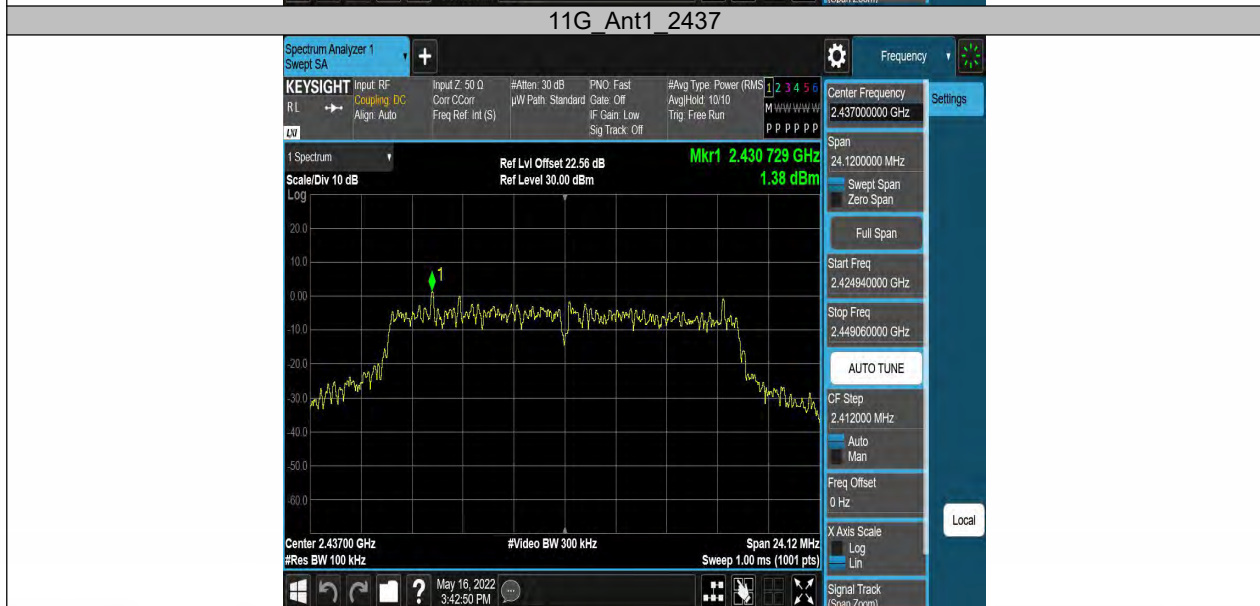 (Span Zoom)
11G_Ant1_2437
Spectrum Analyzer 1
Swept SA
+
Frequency
KEYSIGHT
RL
LXI
Input: RF
Coupling: DC
Align: Auto
Input Z: 50 Ω
Corr CCorr
Freq Ref: Int (S)
#Atten: 30 dB
µW Path: Standard
PNO: Fast
Gate: Off
IF Gain: Low
Sig Track: Off
#Avg Type: Power (RMS
Avg|Hold: 10/10
Trig: Free Run
1 2 3 4 5 6
M W W W W W
P P P P P P
Center Frequency
2.437000000 GHz
Settings
1 Spectrum
Ref Lvl Offset 22.56 dB
Mkr1 2.430 729 GHz
Scale/Div 10 dB
Ref Level 30.00 dBm
1.38 dBm
Log
20.0
10.0
0.00
-10.0
-20.0
-30.0
-40.0
-50.0
-60.0
1
Span
24.1200000 MHz
Swept Span
Zero Span
Full Span
Start Freq
2.424940000 GHz
Stop Freq
2.449060000 GHz
AUTO TUNE
CF Step
2.412000 MHz
Auto
Man
Freq Offset
0 Hz
Local
X Axis Scale
Log
Lin
Signal Track
(Span Zoom)
Center 2.43700 GHz
#Video BW 300 kHz
Span 24.12 MHz
#Res BW 100 kHz
Sweep 1.00 ms (1001 pts)
?
May 16, 2022
3:42:50 PM